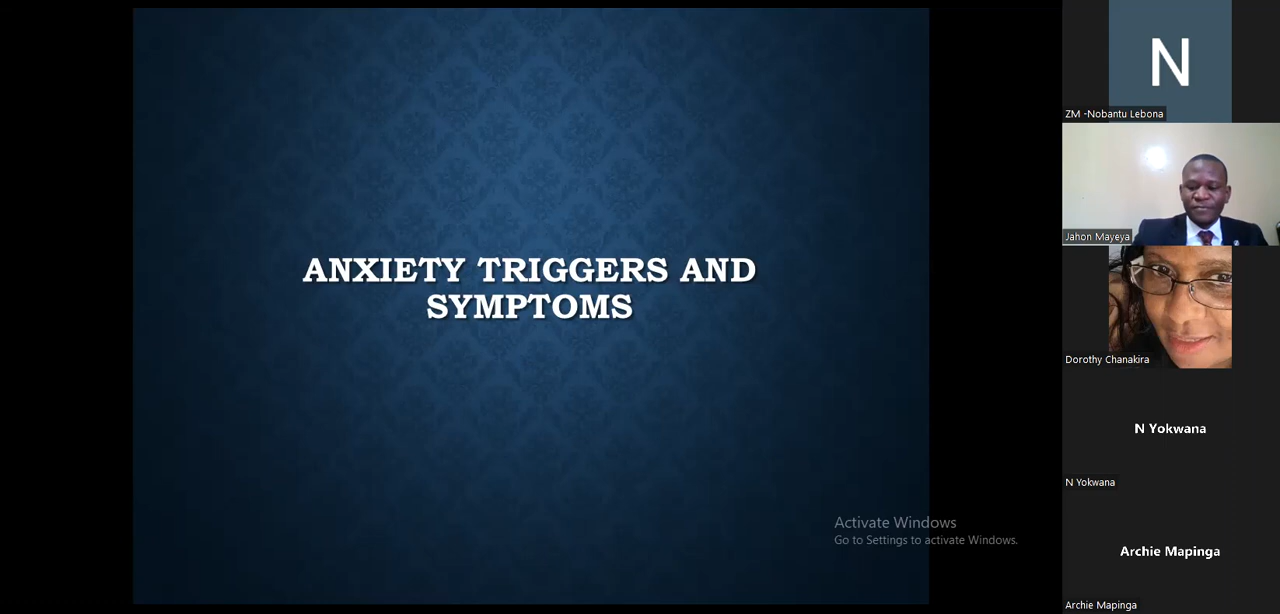 ANXIETY TRIGGERS AND
SYMPTOMS
Activate Windows
Go to Settings to activate Windows.
N
ZM -Nobantu Lebona
Jahon Mayeya
Dorothy Chanakira
N Yokwana
N Yokwana
Archie Mapinga
Archie Mapinga